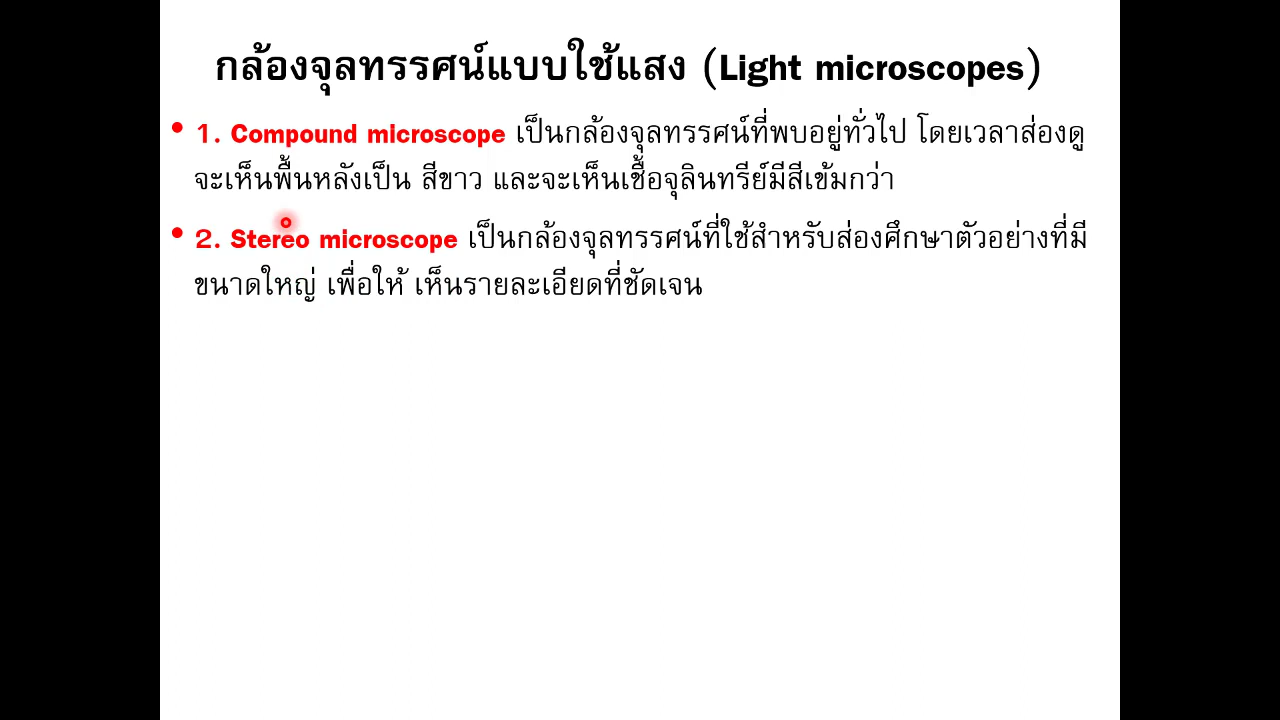 กล้องจุลทรรศน์แบบใช้แสง (Light microscopes)
• 1. Compound microscope เป็นกล้องจุลทรรศน์ที่พบอยู่ทั่วไป โดยเวลาส่องดู
จะเห็นพื้นหลังเป็น สีขาว และจะเห็นเชื้อจุลินทรีย์มีสีเข้มกว่า
• 2. Stereo microscope เป็นกล้องจุลทรรศน์ที่ใช้สำหรับส่องศึกษาตัวอย่างที่มี
ขนาดใหญ่ เพื่อให้ เห็นรายละเอียดที่ชัดเจน